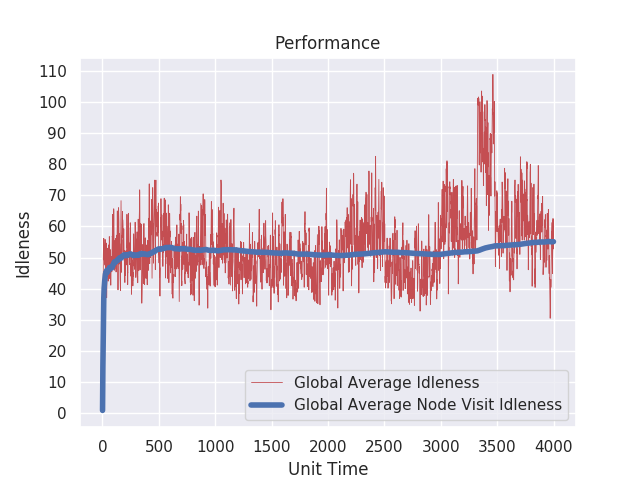 Performance
110
100
90
80
70
60
50
40
30
20
10
0
Idleness
Global Average Idleness
Global Average Node Visit Idleness
0 500 1000 1500 2000 2500 3000 3500 4000
Unit Time